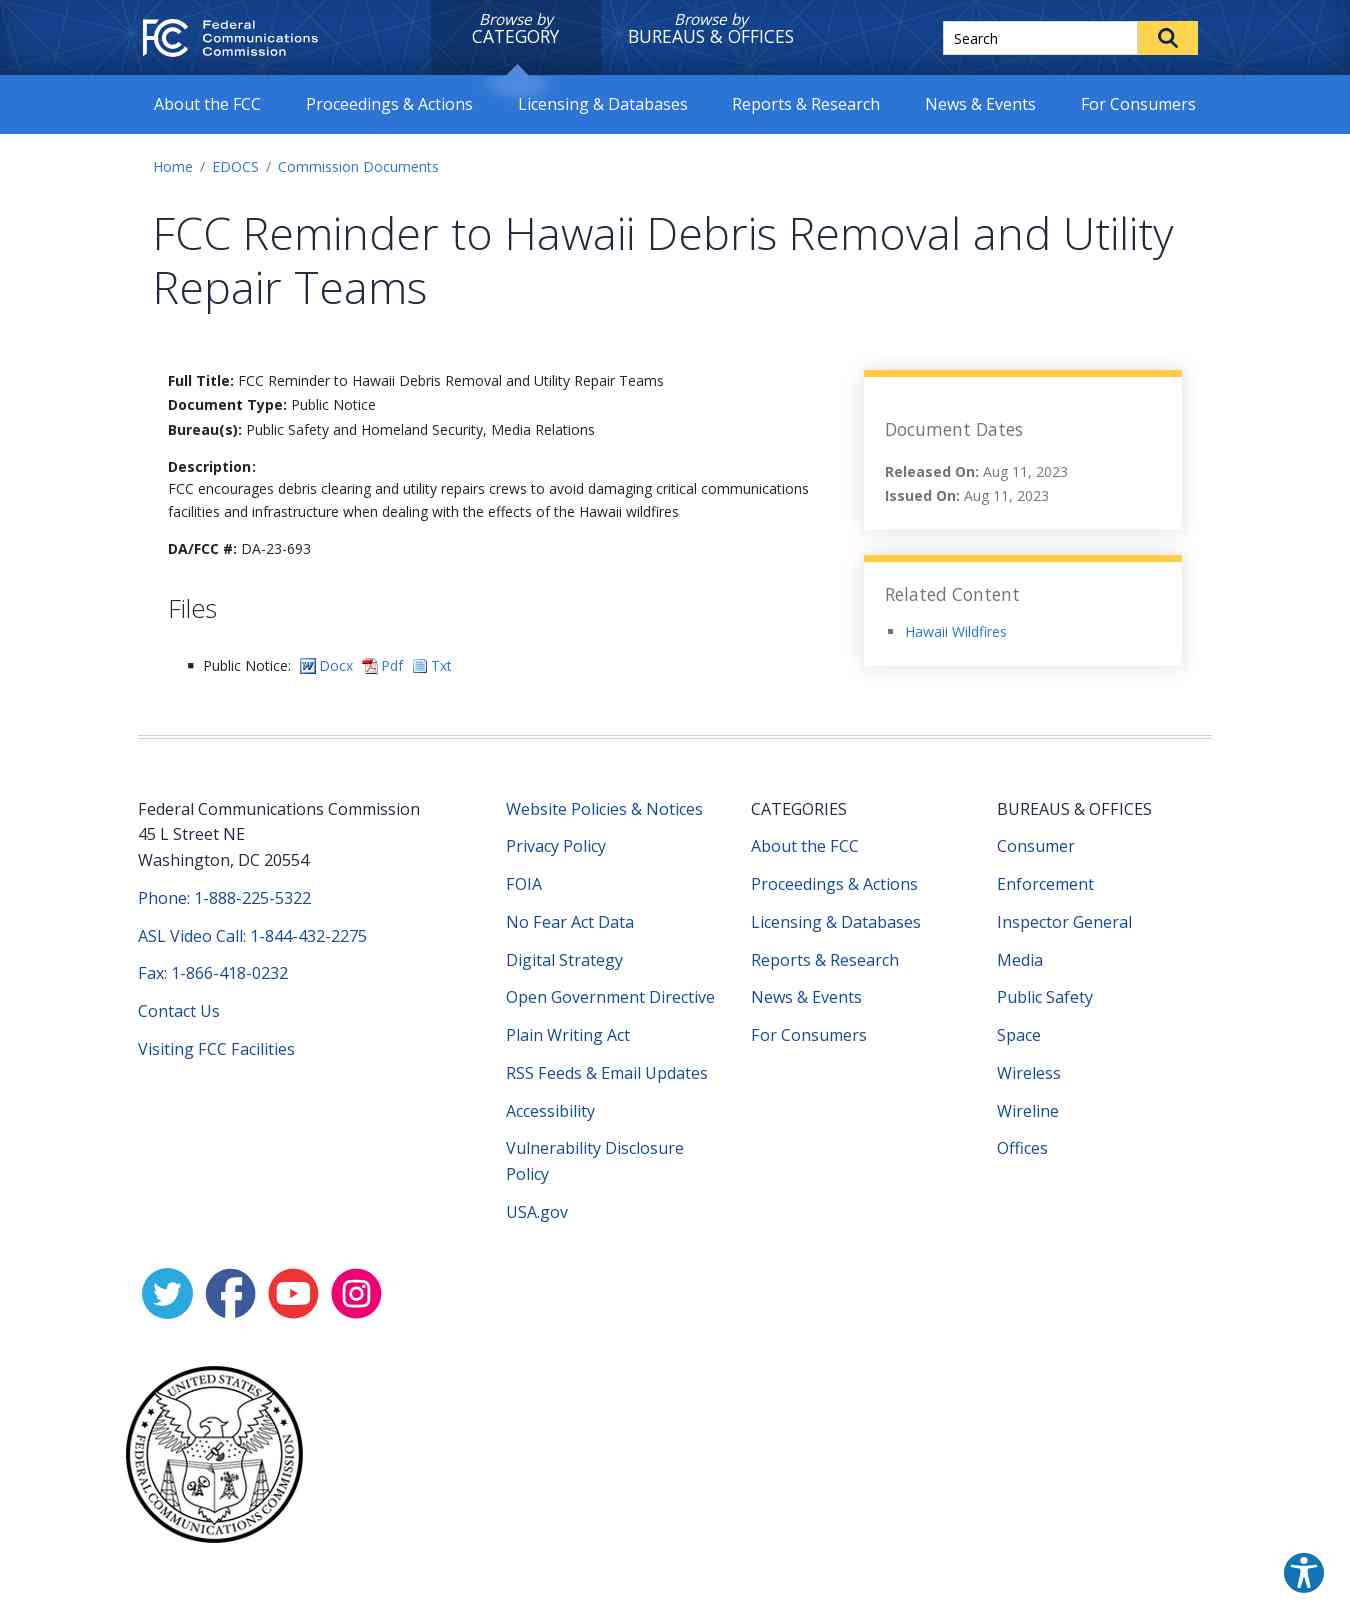 FCC Federal
Communications
Commission
Browse by
CATEGORY
Browse by
BUREAUS & OFFICES
Search
About the FCC
Proceedings & Actions
Licensing & Databases
Reports & Research
News & Events
For Consumers
Home / EDOCS / Commission Documents
FCC Reminder to Hawaii Debris Removal and Utility
Repair Teams
Full Title: FCC Reminder to Hawaii Debris Removal and Utility Repair Teams
Document Type: Public Notice
Bureau(s): Public Safety and Homeland Security, Media Relations
Description:
FCC encourages debris clearing and utility repairs crews to avoid damaging critical communications
facilities and infrastructure when dealing with the effects of the Hawaii wildfires
DA/FCC #: DA-23-693
Files
Public Notice: Docx Pdf Txt
Document Dates
Released On: Aug 11, 2023
Issued On: Aug 11, 2023
Related Content
Hawaii Wildfires
Federal Communications Commission
45 L Street NE
Washington, DC 20554
Phone: 1-888-225-5322
ASL Video Call: 1-844-432-2275
Fax: 1-866-418-0232
Contact Us
Visiting FCC Facilities
Website Policies & Notices
Privacy Policy
FOIA
No Fear Act Data
Digital Strategy
Open Government Directive
Plain Writing Act
RSS Feeds & Email Updates
Accessibility
Vulnerability Disclosure
Policy
USA.gov
CATEGORIES
About the FCC
Proceedings & Actions
Licensing & Databases
Reports & Research
News & Events
For Consumers
BUREAUS & OFFICES
Consumer
Enforcement
Inspector General
Media
Public Safety
Space
Wireless
Wireline
Offices
UNITED STATES
FEDERAL COMMUNICATIONS COMMISSION